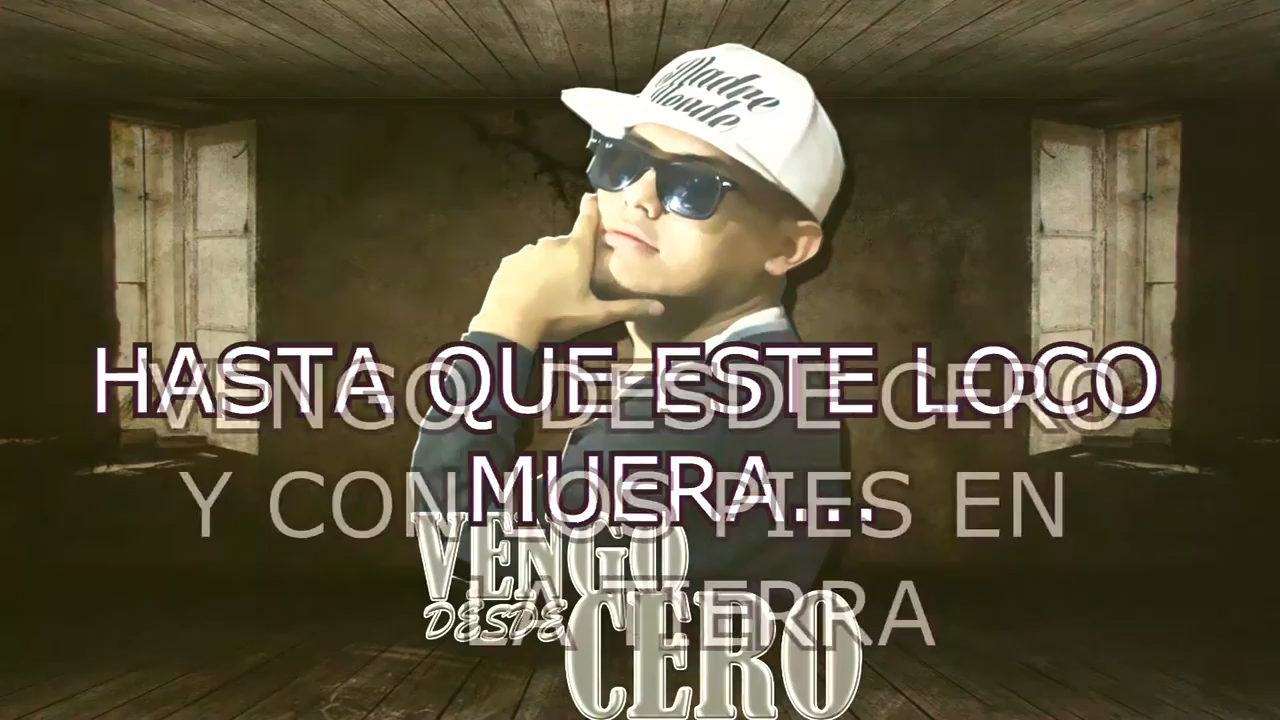 Madre
Monde
HASTA QUE ESTE LOCO
MUERA...
VENGO DESDE CERO
Y CON LOS PIES EN
LA TIERRA
VENGO
DESDE
CERO